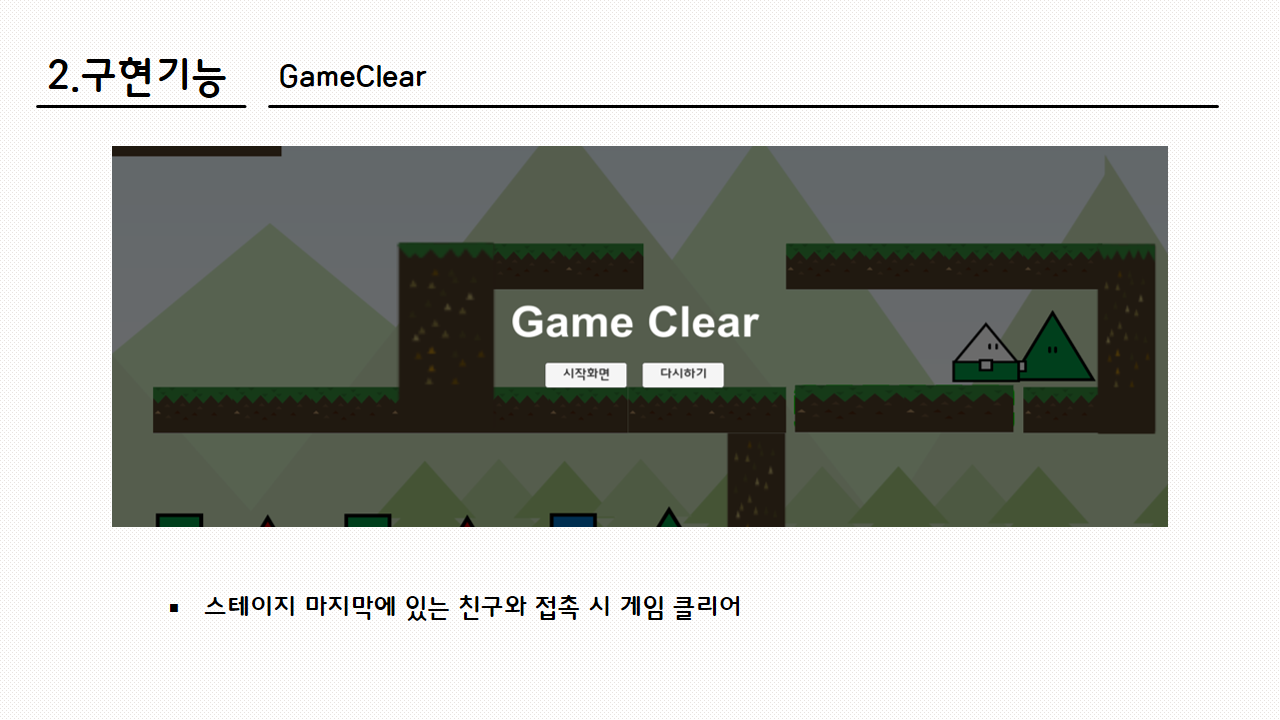 2.구현기능
GameClear
Game Clear
시작화면
다시하기
▪ 스테이지 마지막에 있는 친구와 접촉 시 게임 클리어